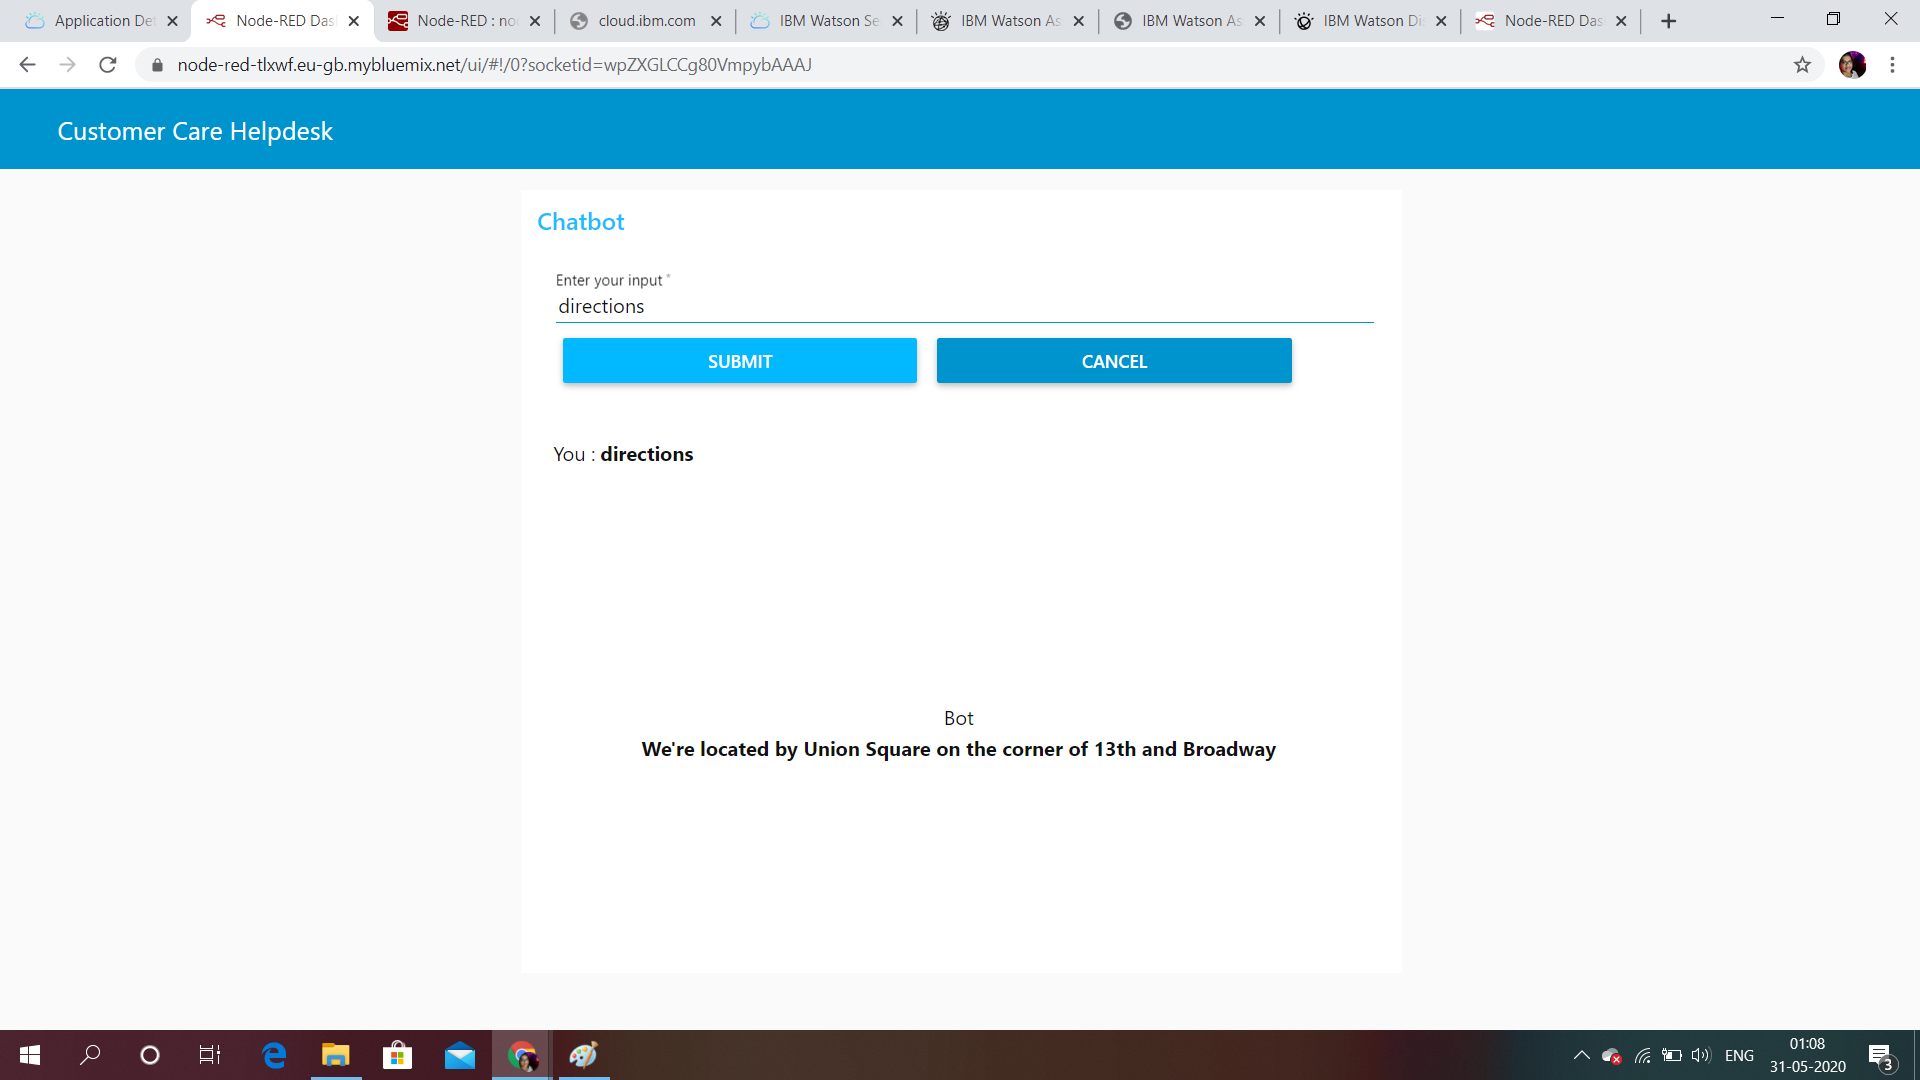 Application Det
Node-RED Das
Node-RED : no
cloud.ibm.com
IBM Watson Se
IBM Watson As
IBM Watson As
IBM Watson Di
Node-RED Das
node-red-tlxwf.eu-gb.mybluemix.net/ui/#!/0?socketid=wpZXGLCCg80VmpybAAAJ
Customer Care Helpdesk
Chatbot
Enter your input *
directions
SUBMIT CANCEL
You : directions
Bot
We're located by Union Square on the corner of 13th and Broadway
ENG
01:08
31-05-2020
3